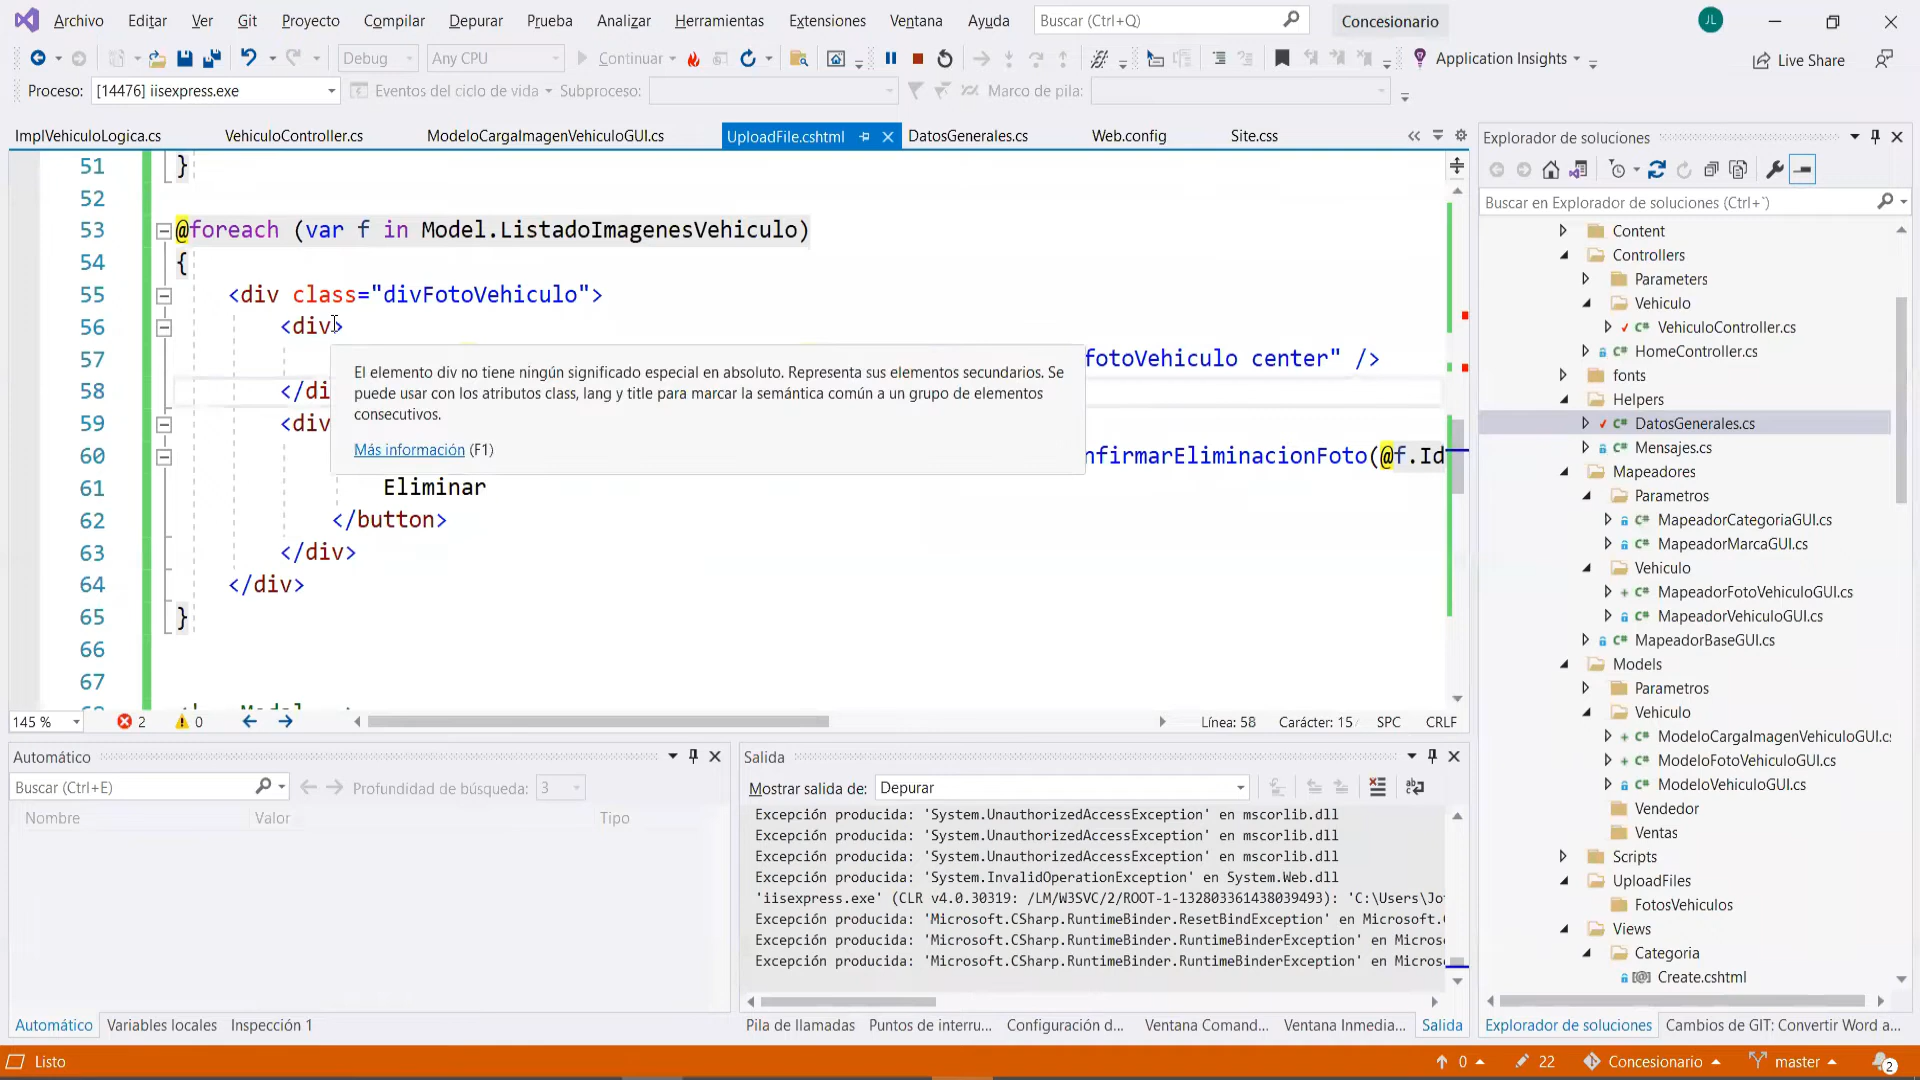 Archivo Editar Ver Git Proyecto Compilar Depurar Prueba Analizar Herramientas Extensiones Ventana Ayuda Buscar (Ctrl+Q) Concesionario JL
Debug Any CPU Continuar Application Insights Live Share
Proceso: [14476] iisexpress.exe Eventos del ciclo de vida Subproceso: Marco de pila:
ImplVehiculoLogica.cs VehiculoController.cs ModeloCargaImagenVehiculoGUI.cs UploadFile.cshtml DatosGenerales.cs Web.config Site.css
51 }
52
53 @foreach (var f in Model.ListadoImagenesVehiculo)
54 {
55 <div class="divFotoVehiculo">
56 <div>
57 fotoVehiculo center" />
58 </di
59 <div
60 nfirmarEliminacionFoto(@f.Id
61 Eliminar
62 </button>
63 </div>
64 </div>
65 }
66
67
El elemento div no tiene ningún significado especial en absoluto. Representa sus elementos secundarios. Se
puede usar con los atributos class, lang y title para marcar la semántica común a un grupo de elementos
consecutivos.
Más información (F1)
145 % 2 0 Línea: 58 Carácter: 15 SPC CRLF
Automático
Buscar (Ctrl+E) Profundidad de búsqueda: 3
Nombre Valor Tipo
Automático Variables locales Inspección 1
Salida
Mostrar salida de: Depurar
Excepción producida: 'System.UnauthorizedAccessException' en mscorlib.dll
Excepción producida: 'System.UnauthorizedAccessException' en mscorlib.dll
Excepción producida: 'System.UnauthorizedAccessException' en mscorlib.dll
Excepción producida: 'System.InvalidOperationException' en System.Web.dll
'iisexpress.exe' (CLR v4.0.30319: /LM/W3SVC/2/ROOT-1-132803361438039493): 'C:\Users\Jo
Excepción producida: 'Microsoft.CSharp.RuntimeBinder.ResetBindException' en Microsoft.C
Excepción producida: 'Microsoft.CSharp.RuntimeBinder.RuntimeBinderException' en Micros
Excepción producida: 'Microsoft.CSharp.RuntimeBinder.RuntimeBinderException' en Micros
Pila de llamadas Puntos de interru... Configuración d... Ventana Comand... Ventana Inmedia... Salida
Explorador de soluciones
Buscar en Explorador de soluciones (Ctrl+`)
Content
Controllers
Parameters
Vehiculo
VehiculoController.cs
HomeController.cs
fonts
Helpers
DatosGenerales.cs
Mensajes.cs
Mapeadores
Parametros
MapeadorCategoriaGUI.cs
MapeadorMarcaGUI.cs
Vehiculo
MapeadorFotoVehiculoGUI.cs
MapeadorVehiculoGUI.cs
MapeadorBaseGUI.cs
Models
Parametros
Vehiculo
ModeloCargaImagenVehiculoGUI.cs
ModeloFotoVehiculoGUI.cs
ModeloVehiculoGUI.cs
Vendedor
Ventas
Scripts
UploadFiles
FotosVehiculos
Views
Categoria
Create.cshtml
Explorador de soluciones Cambios de GIT: Convertir Word a...
Listo 0 22 Concesionario master 2